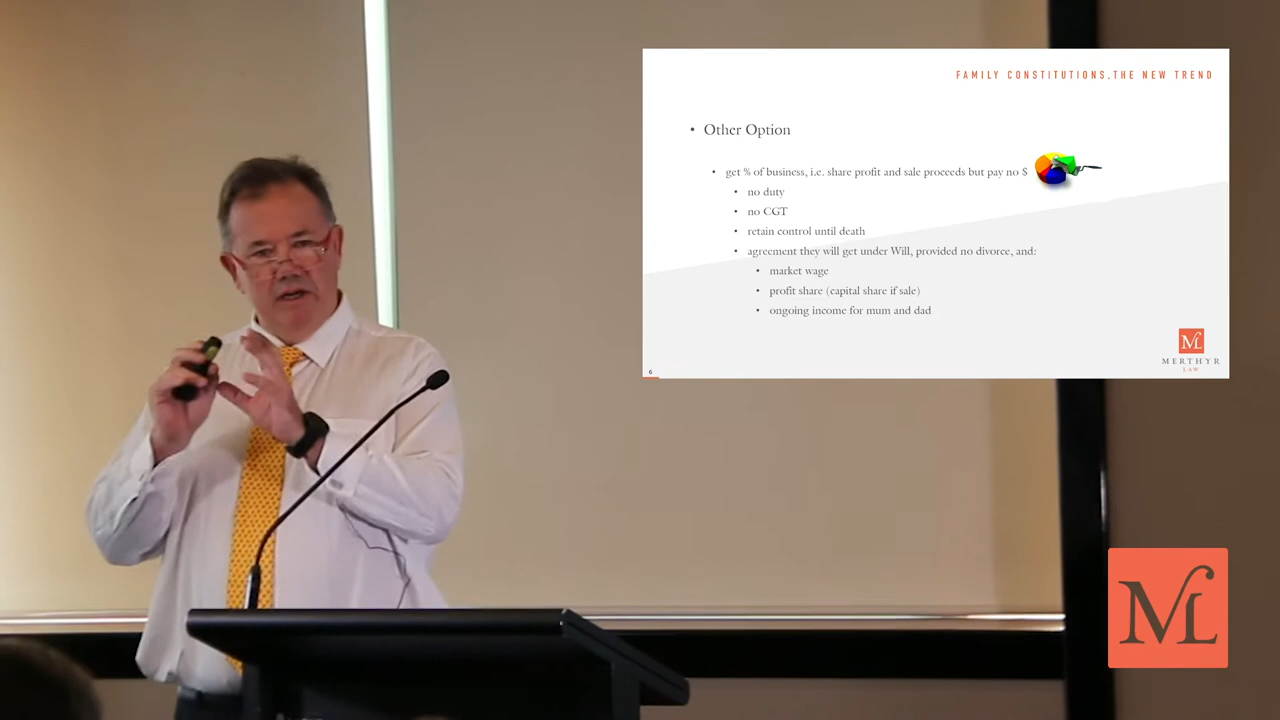 FAMILY CONSTITUTIONS,THE NEW TREND
• Other Option
• get % of business, i.e. share profit and sale proceeds but pay no $
• no duty
• no CGT
• retain control until death
• agreement they will get under Will, provided no divorce, and:
• market wage
• profit share (capital share if sale)
• ongoing income for mum and dad
ML
MERTHYR
LAW
6
ML